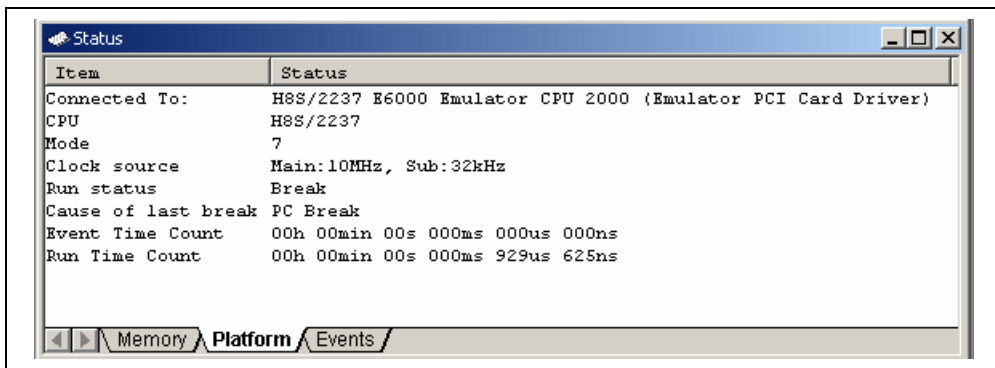 Status
Item Status
Connected To: H8S/2237 E6000 Emulator CPU 2000 (Emulator PCI Card Driver)
CPU H8S/2237
Mode 7
Clock source Main:10MHz, Sub:32kHz
Run status Break
Cause of last break PC Break
Event Time Count 00h 00min 00s 000ms 000us 000ns
Run Time Count 00h 00min 00s 000ms 929us 625ns
Memory Platform Events